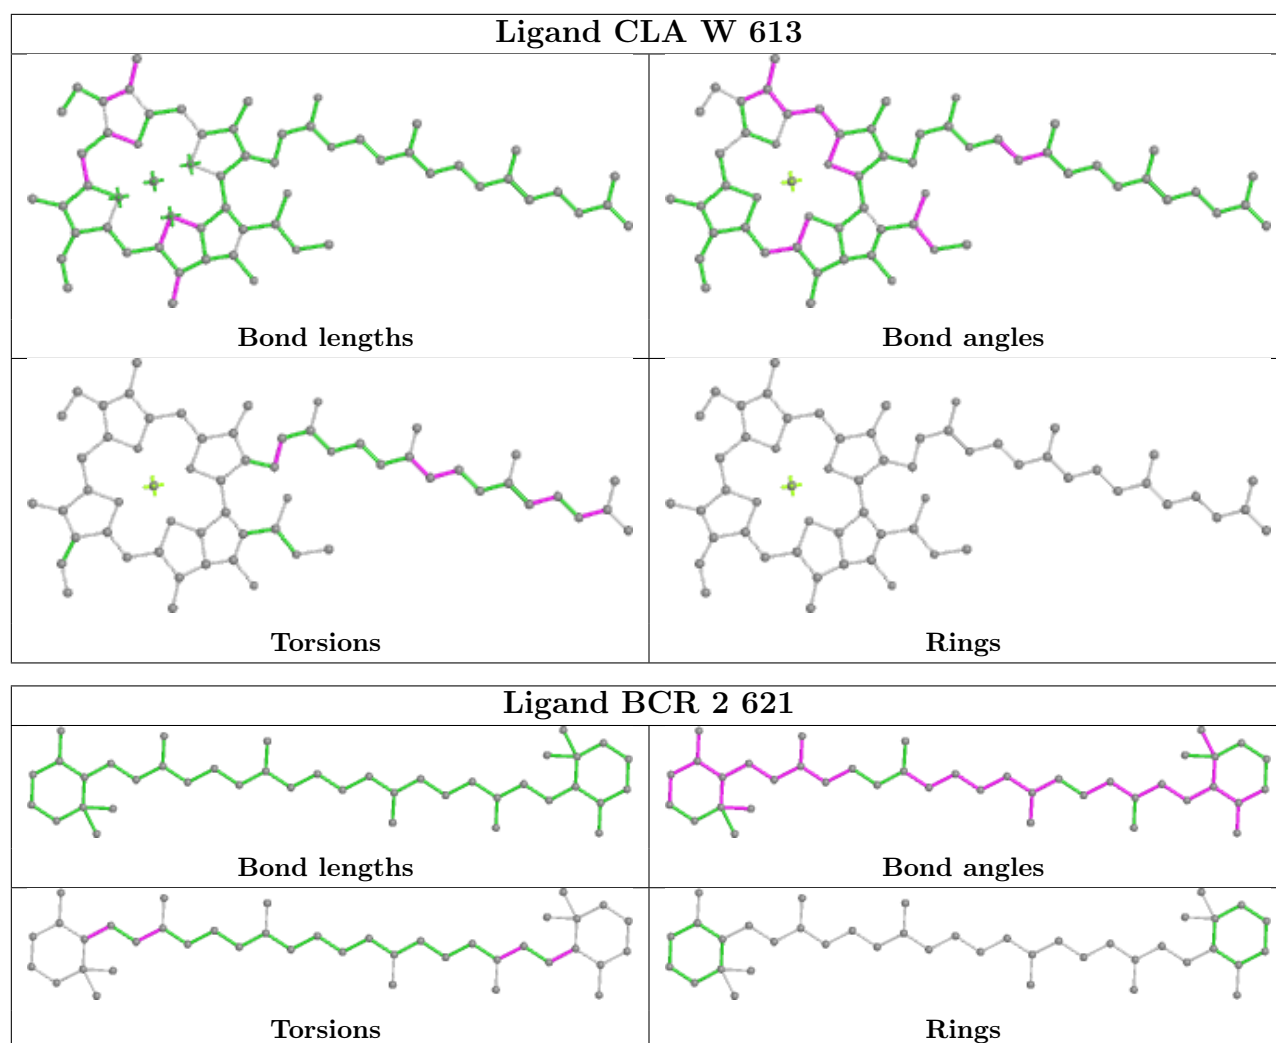 Ligand CLA W 613
Bond lengths
Bond angles
Torsions
Rings
Ligand BCR 2 621
Bond lengths
Bond angles
Torsions
Rings